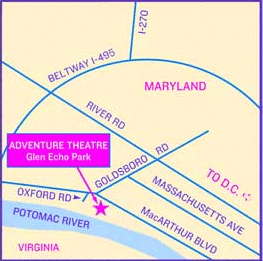 I-270
BELTWAY I-495
MARYLAND
RIVER RD
ADVENTURE THEATRE
Glen Echo Park
GOLDSBORO RD
TO D.C.
OXFORD RD
MASSACHUSETTS AVE
POTOMAC RIVER
MacARTHUR BLVD
VIRGINIA